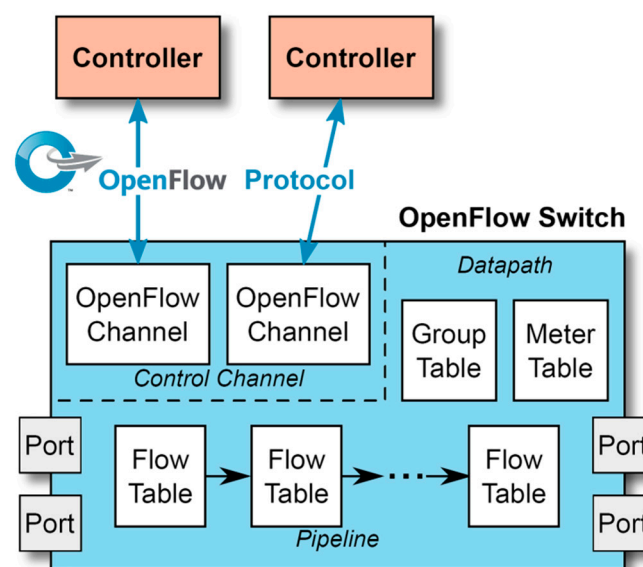 Controller
Controller
OpenFlow Protocol
™
OpenFlow Switch
OpenFlow
Channel
OpenFlow
Channel
Control Channel
Datapath
Group
Table
Meter
Table
Port
Port
Flow
Table
Flow
Table
...
Flow
Table
Pipeline
Port
Port